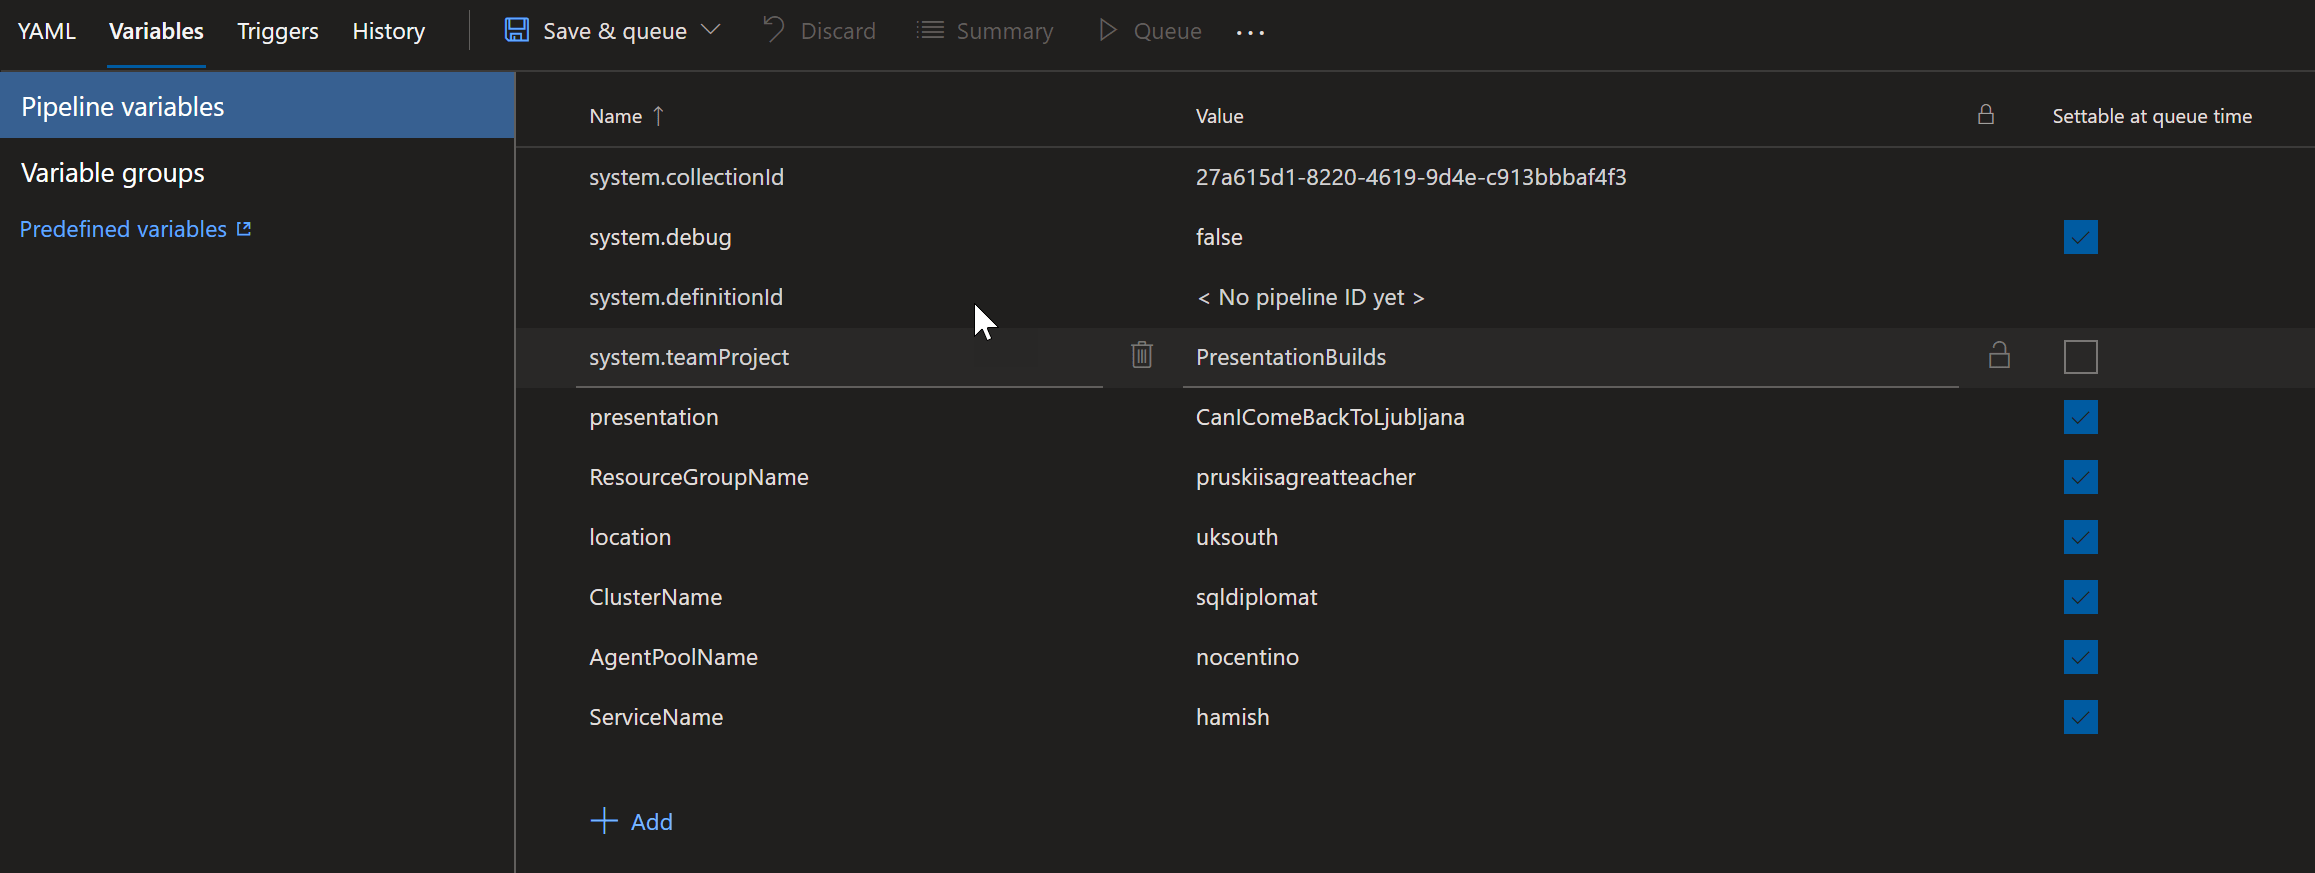 YAML Variables Triggers History Save & queue Discard Summary Queue ...
Pipeline variables
Variable groups
Predefined variables
Name ↑ Value Settable at queue time
system.collectionId 27a615d1-8220-4619-9d4e-c913bbbaf4f3
system.debug false
system.definitionId < No pipeline ID yet >
system.teamProject PresentationBuilds
presentation CanIComeBackToLjubljana
ResourceGroupName pruskiisagreatteacher
location uksouth
ClusterName sqldiplomat
AgentPoolName nocentino
ServiceName hamish
+ Add